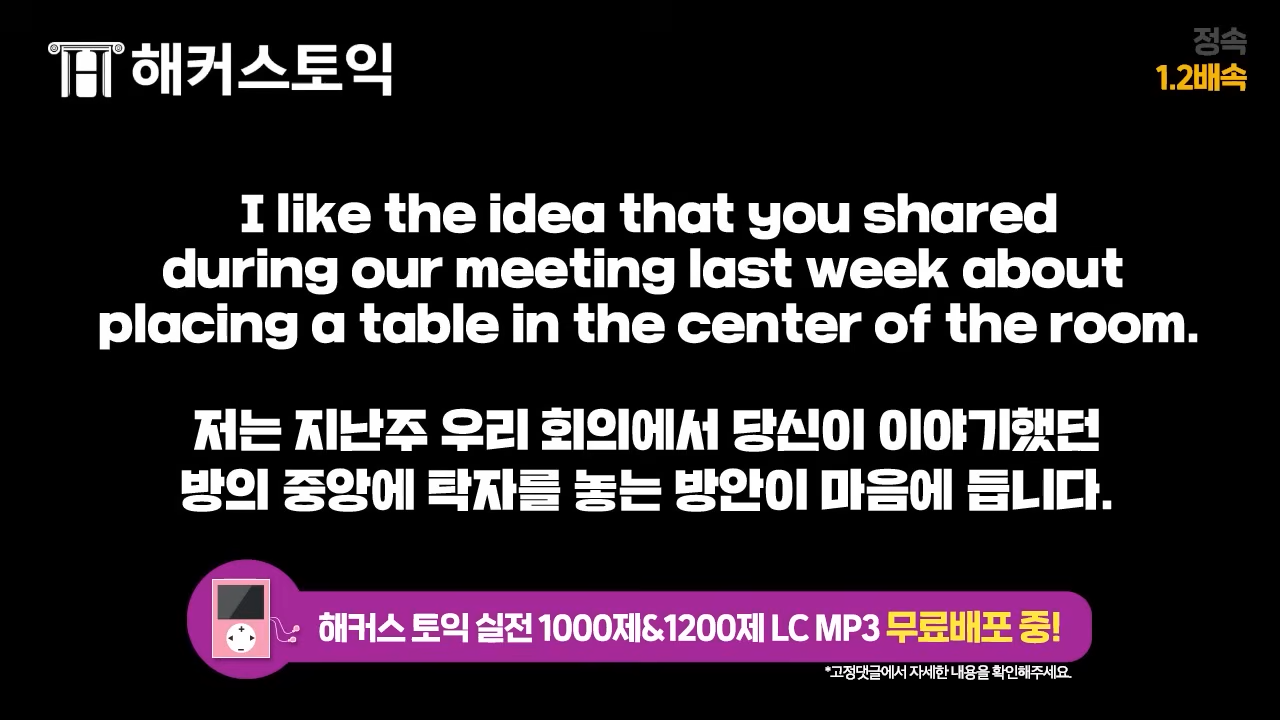 해커스토익
정속
1.2배속
I like the idea that you shared
during our meeting last week about
placing a table in the center of the room.
저는 지난주 우리 회의에서 당신이 이야기했던
방의 중앙에 탁자를 놓는 방안이 마음에 듭니다.
해커스 토익 실전 1000제&1200제 LC MP3 무료배포 중!
*고정댓글에서 자세한 내용을 확인해주세요.